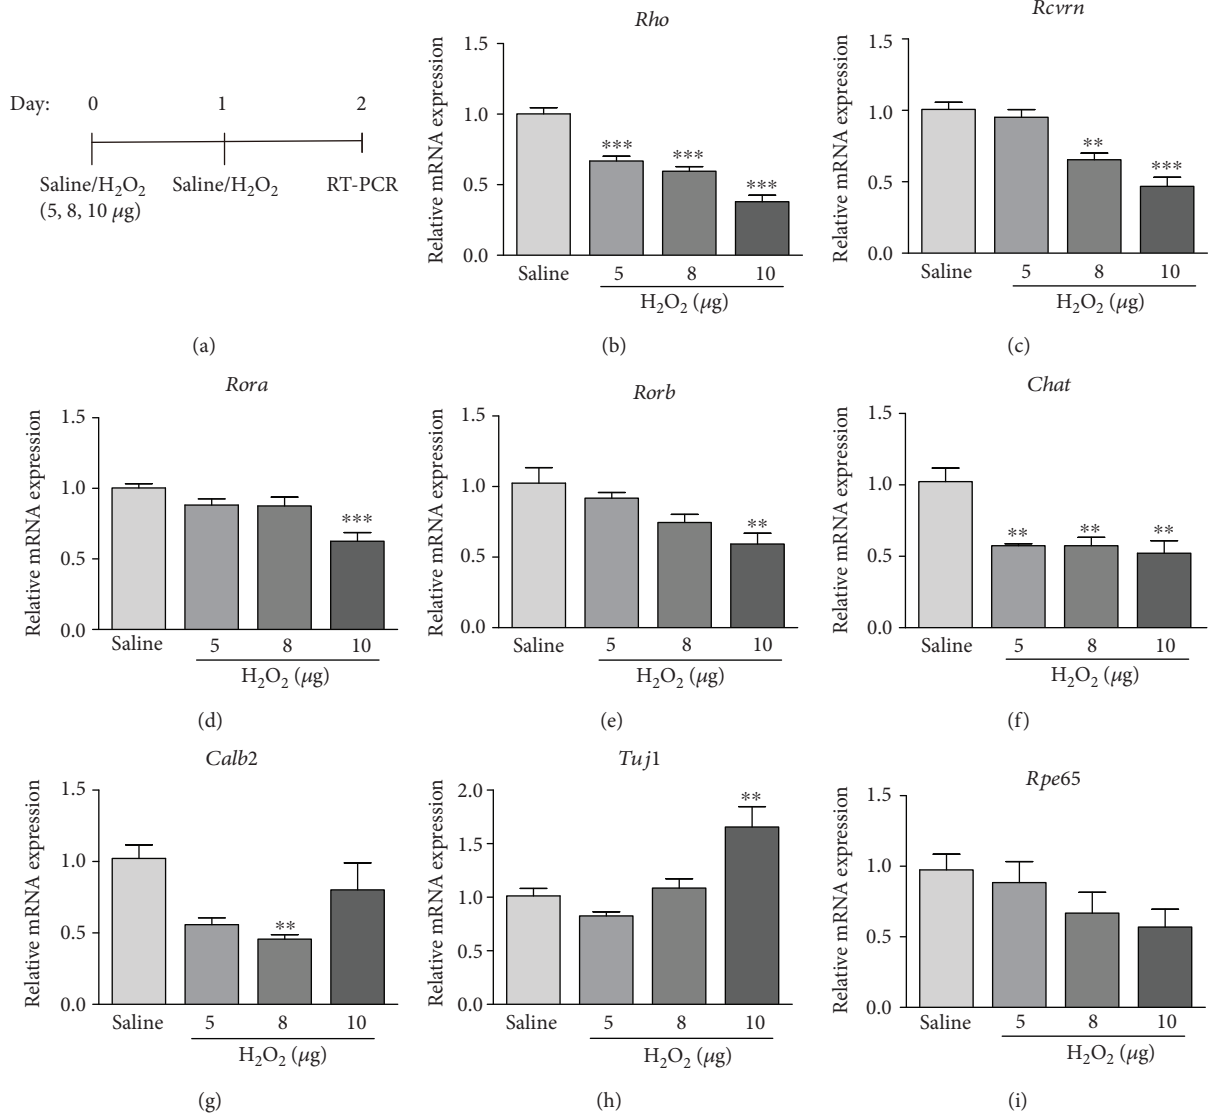 Day: 0 1 2
Saline/H₂O₂ Saline/H₂O₂ RT-PCR
(5, 8, 10 μg)
(a)
Rho
Relative mRNA expression
1.5
1.0
0.5
0.0
*** *** ***
Saline 5 8 10
H₂O₂ (μg)
(b)
Rcvrn
Relative mRNA expression
1.5
1.0
0.5
0.0
** ***
Saline 5 8 10
H₂O₂ (μg)
(c)
Rora
Relative mRNA expression
1.5
1.0
0.5
0.0
***
Saline 5 8 10
H₂O₂ (μg)
(d)
Rorb
Relative mRNA expression
1.5
1.0
0.5
0.0
**
Saline 5 8 10
H₂O₂ (μg)
(e)
Chat
Relative mRNA expression
1.5
1.0
0.5
0.0
** ** **
Saline 5 8 10
H₂O₂ (μg)
(f)
Calb2
Relative mRNA expression
1.5
1.0
0.5
0.0
**
Saline 5 8 10
H₂O₂ (μg)
(g)
Tuj1
Relative mRNA expression
2.0
1.5
1.0
0.5
0.0
**
Saline 5 8 10
H₂O₂ (μg)
(h)
Rpe65
Relative mRNA expression
1.5
1.0
0.5
0.0
Saline 5 8 10
H₂O₂ (μg)
(i)